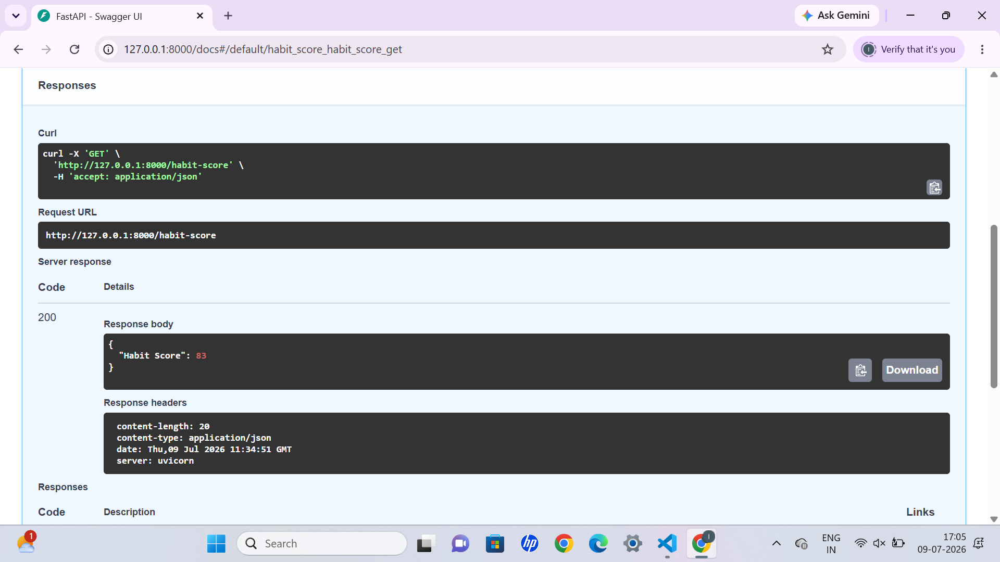 FastAPI - Swagger UI
Ask Gemini
127.0.0.1:8000/docs#/default/habit_score_habit_score_get
I
Verify that it's you
Responses
Curl
curl -X 'GET' \
'http://127.0.0.1:8000/habit-score' \
-H 'accept: application/json'
Request URL
http://127.0.0.1:8000/habit-score
Server response
Code Details
200
Response body
{
"Habit Score": 83
}
Download
Response headers
content-length: 20
content-type: application/json
date: Thu,09 Jul 2026 11:34:51 GMT
server: uvicorn
Responses
Code Description Links
1
Search
hp
I
ENG
IN
17:05
09-07-2026